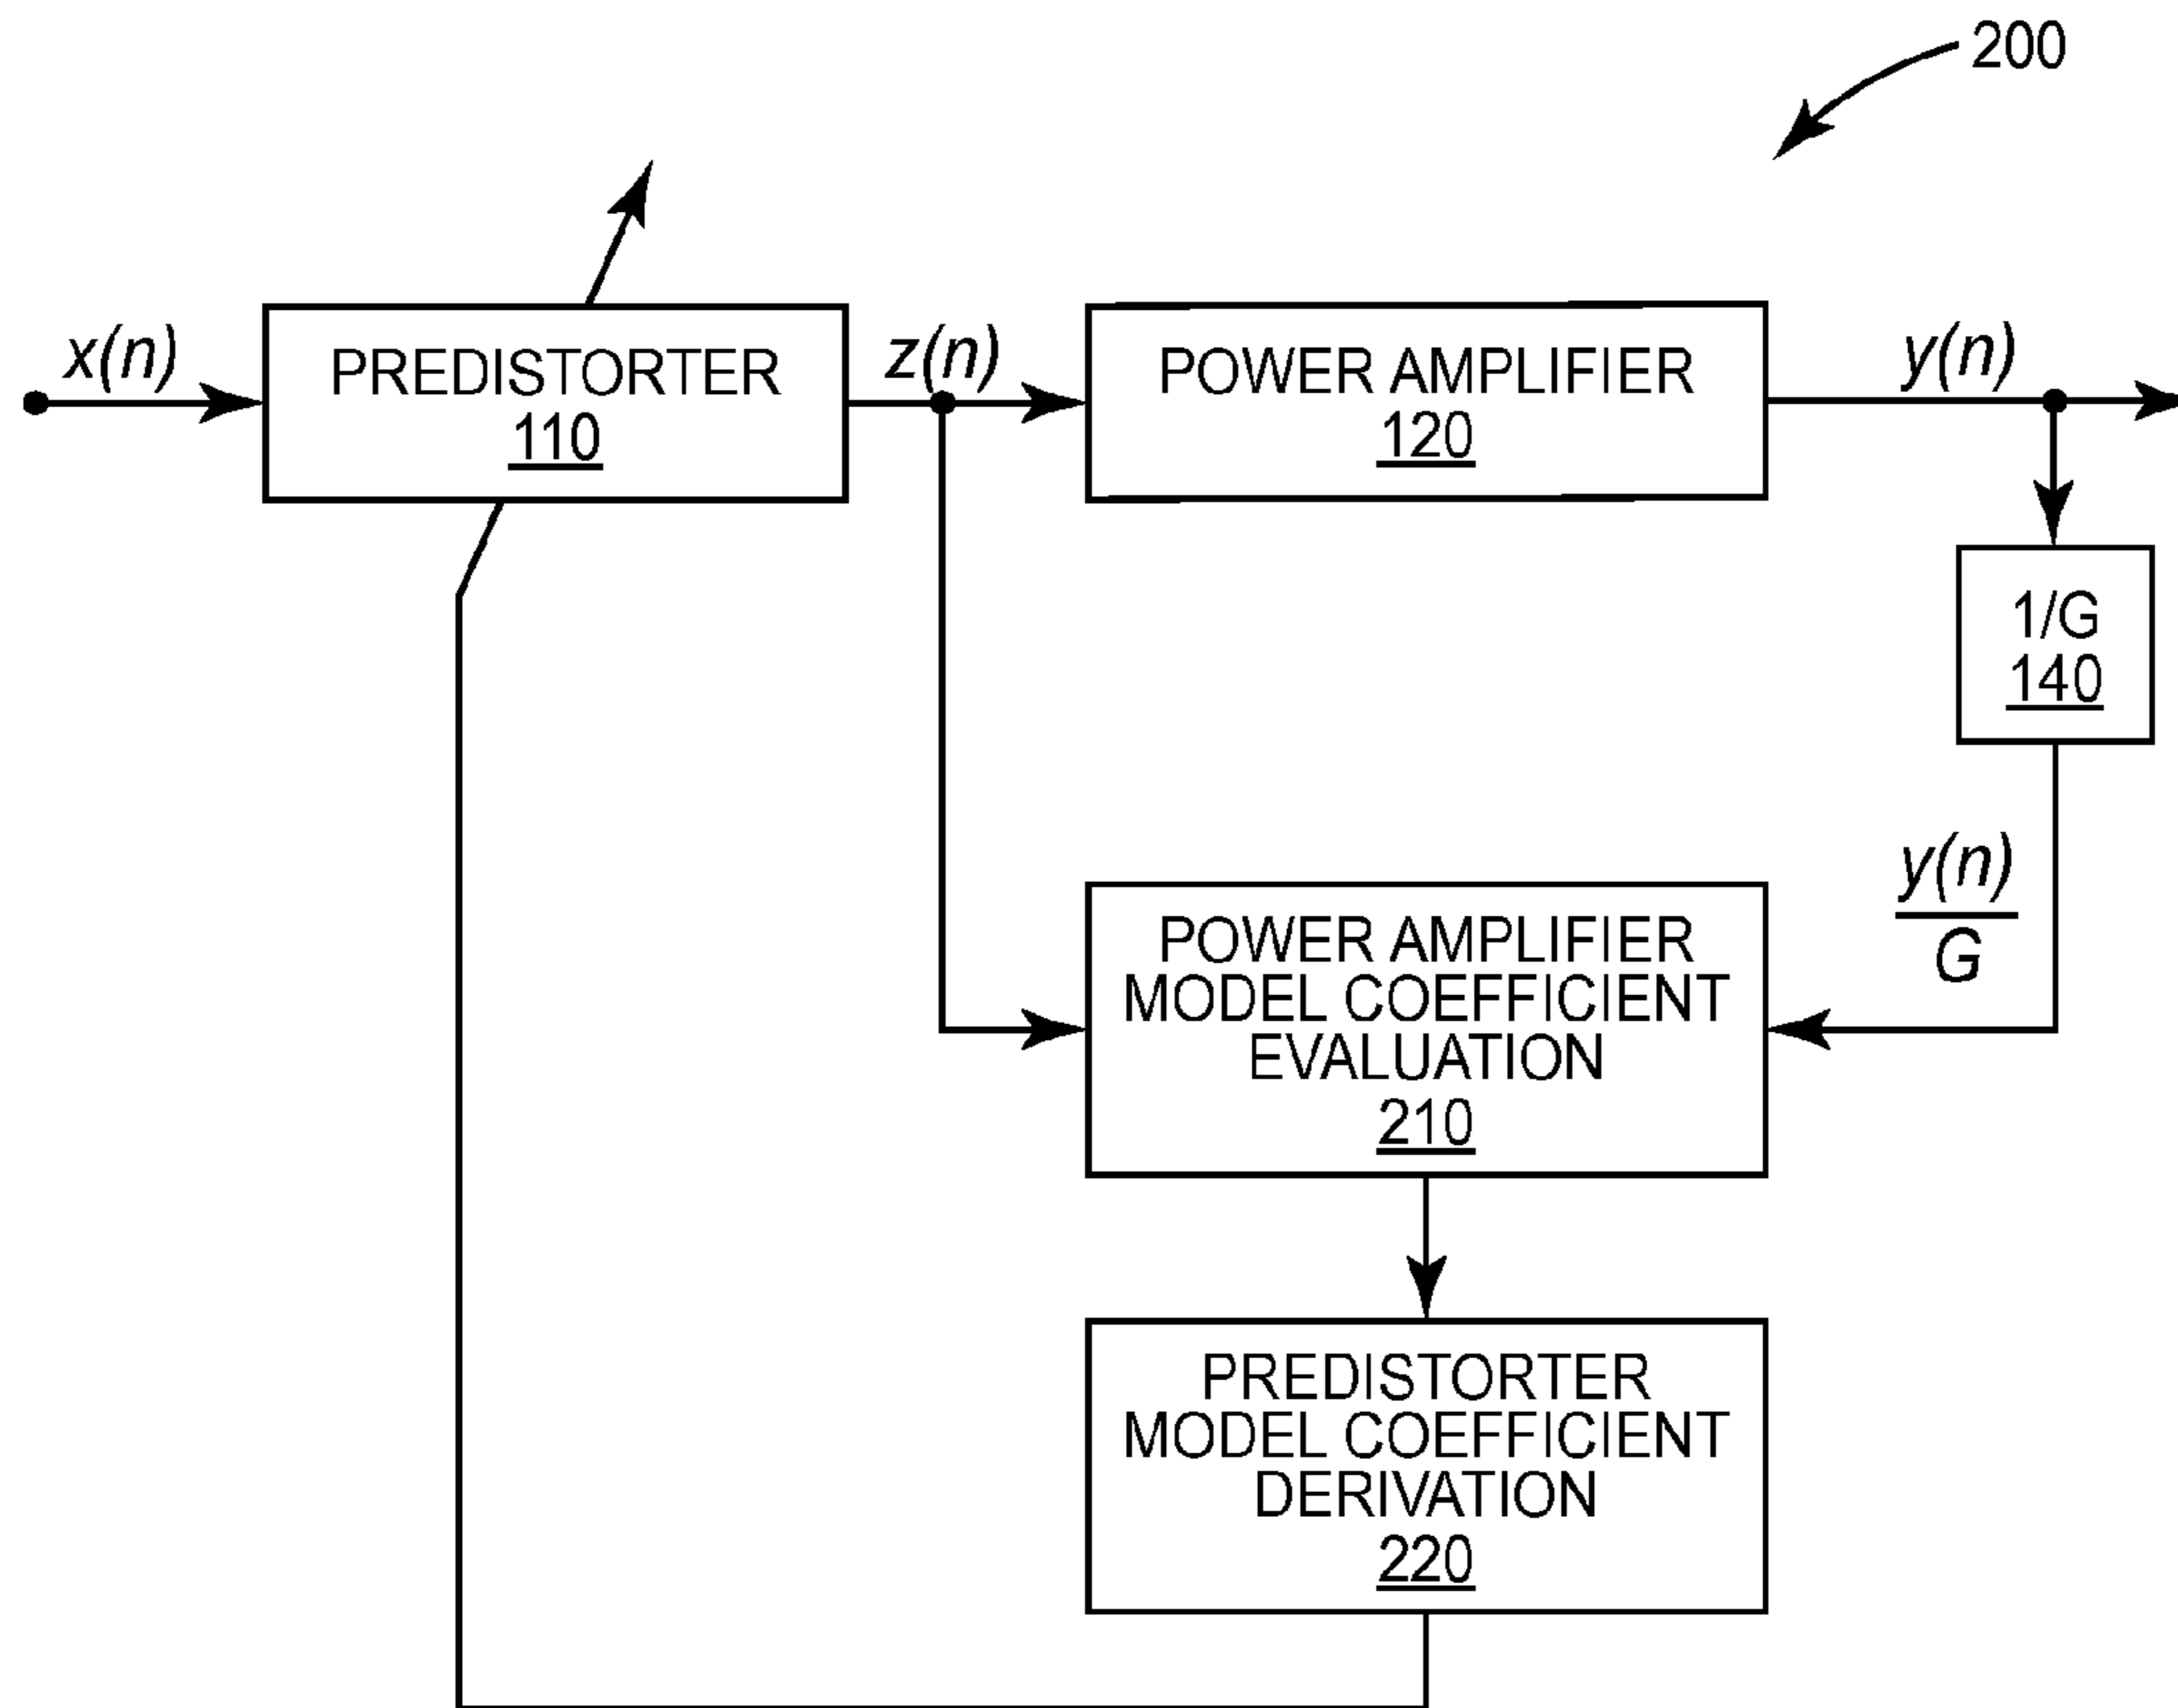 200
x(n)
PREDISTORTER
110
z(n)
POWER AMPLIFIER
120
y(n)
1/G
140
y(n)
G
POWER AMPLIFIER
MODEL COEFFICIENT
EVALUATION
210
PREDISTORTER
MODEL COEFFICIENT
DERIVATION
220